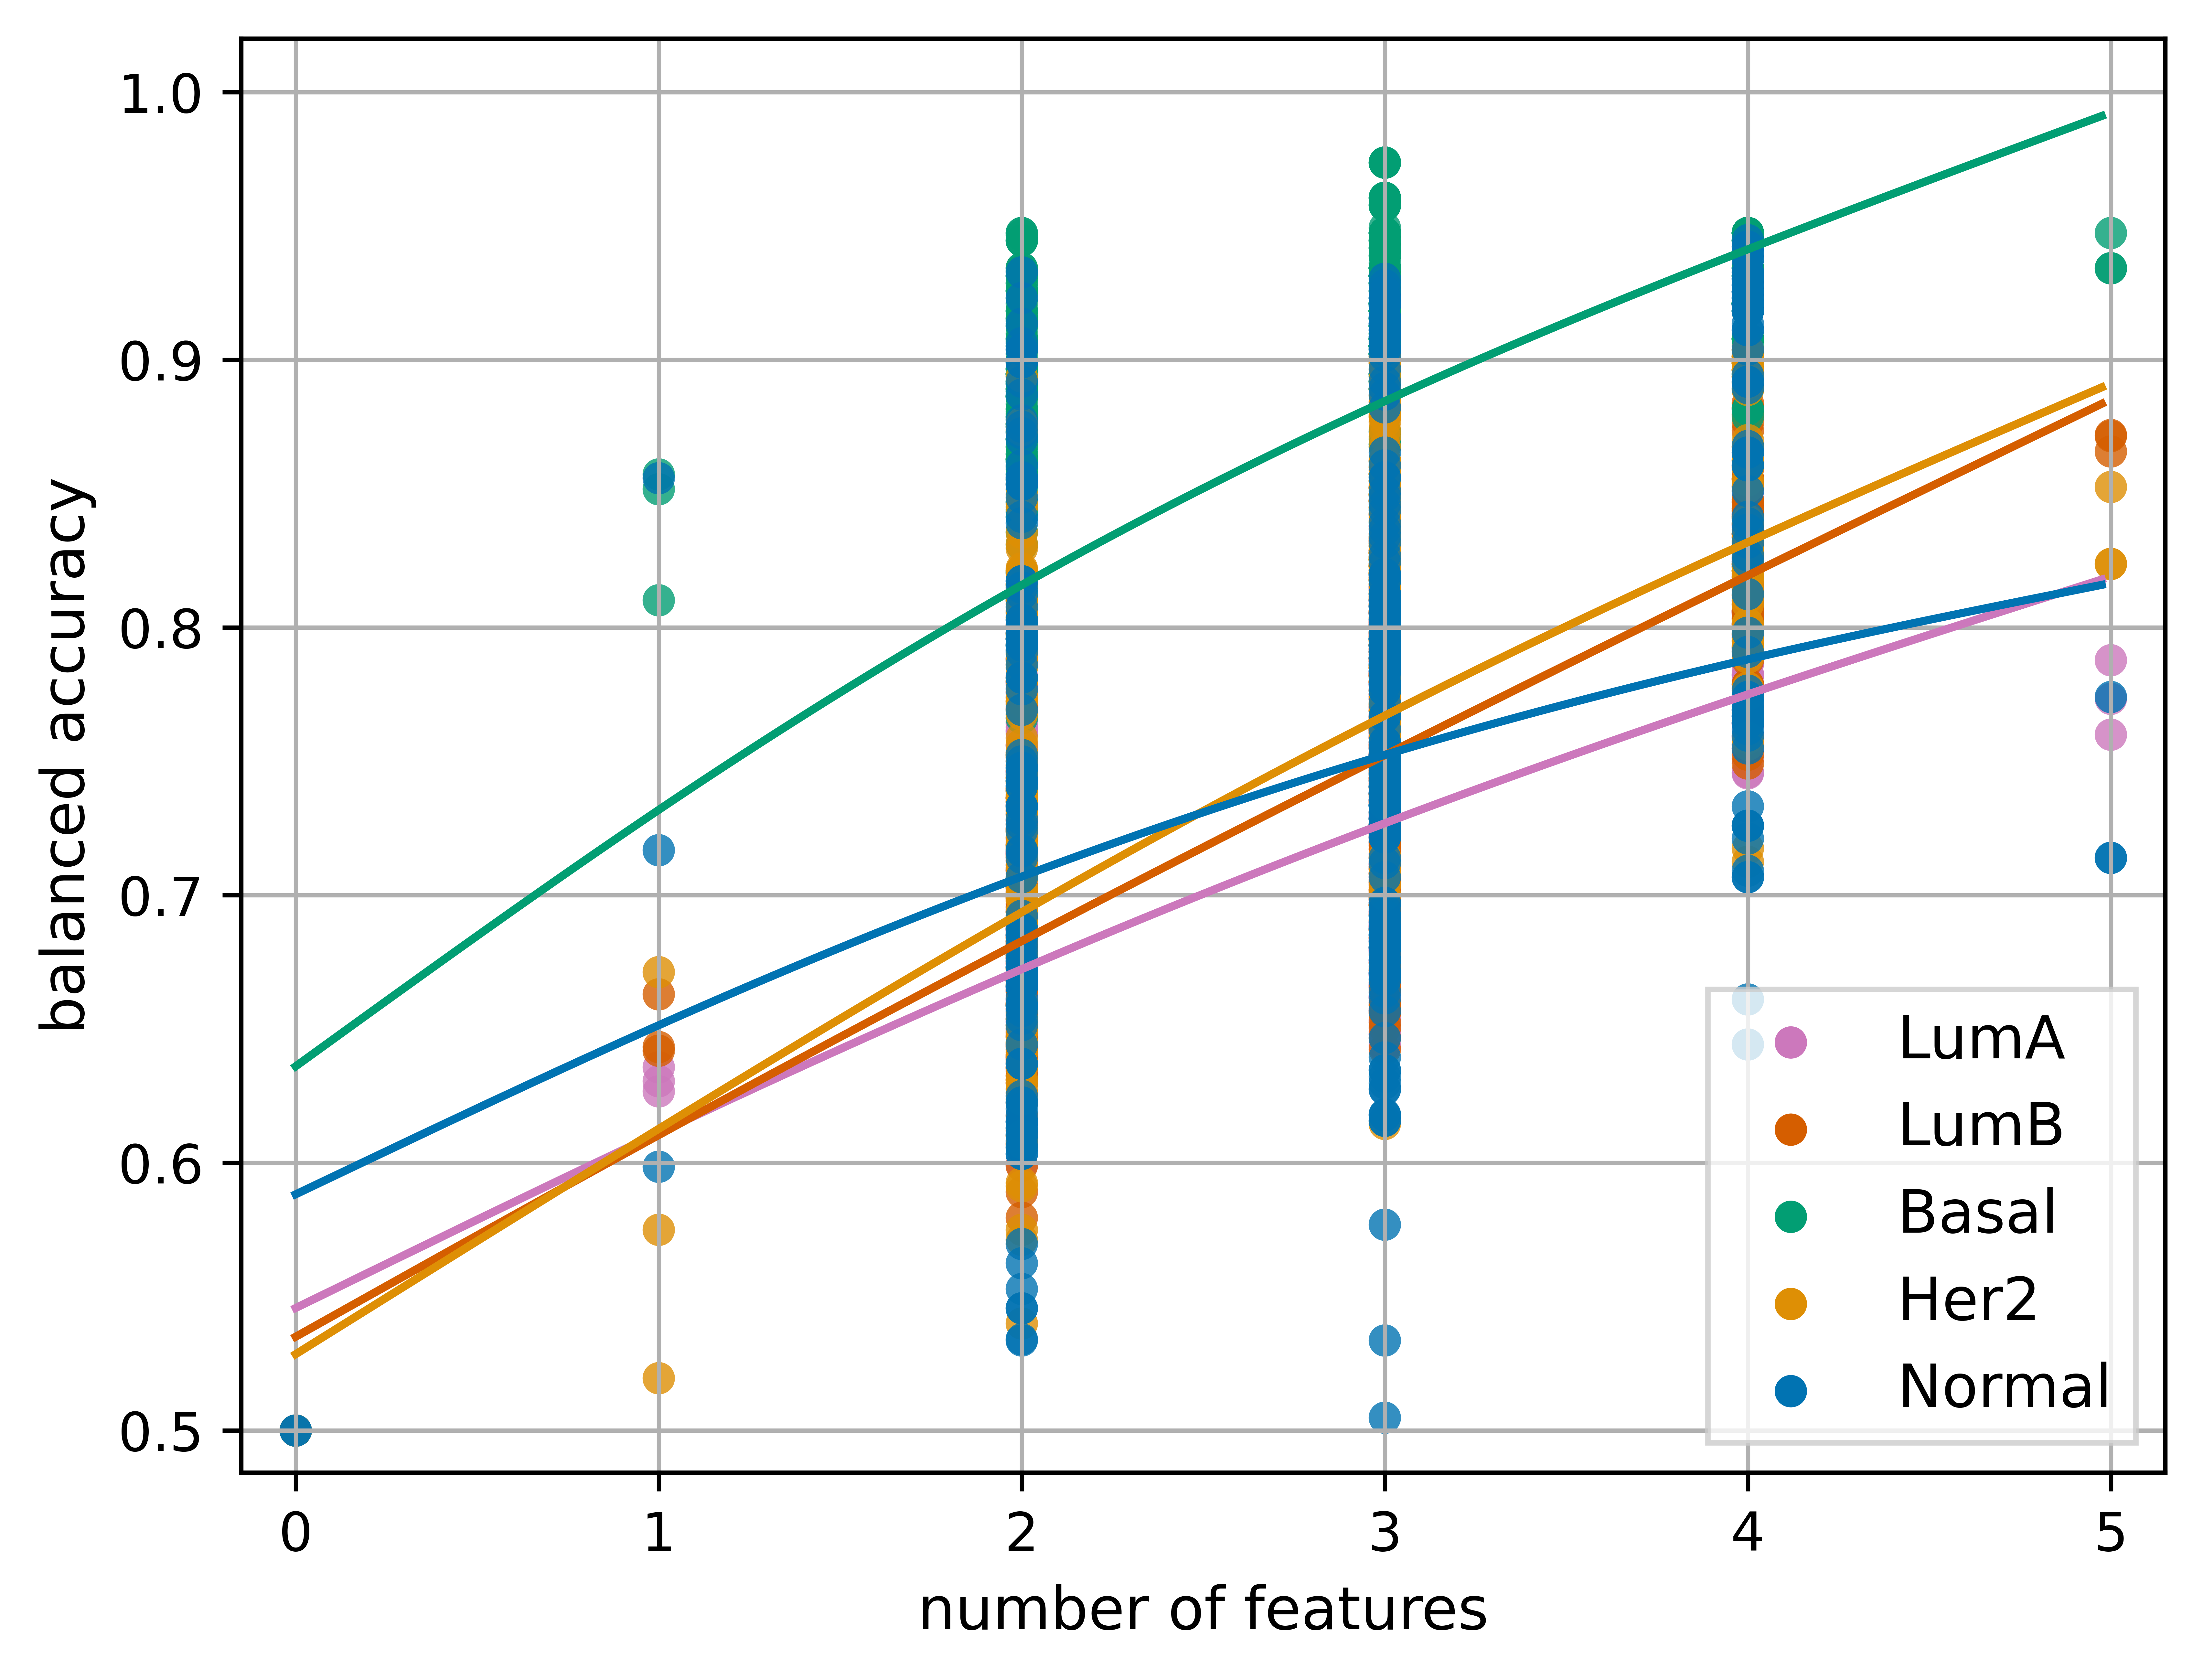 1.0
0.9
0.8
0.7
0.6
0.5
balanced accuracy
LumA
LumB
Basal
Her2
Normal
0 1 2 3 4 5
number of features